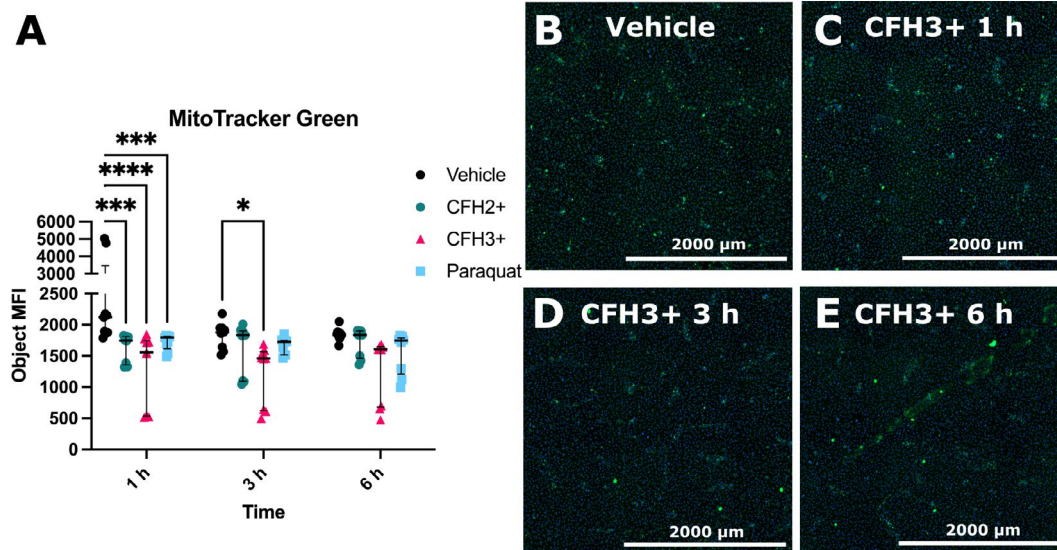 A
MitoTracker Green
***
****
***
*
Vehicle
CFH2+
CFH3+
Paraquat
Object MFI
6000
5000
4000
3000
2500
2000
1500
1000
500
0
1 h
3 h
6 h
Time
B Vehicle
2000 µm
C CFH3+ 1 h
2000 µm
D CFH3+ 3 h
2000 µm
E CFH3+ 6 h
2000 µm